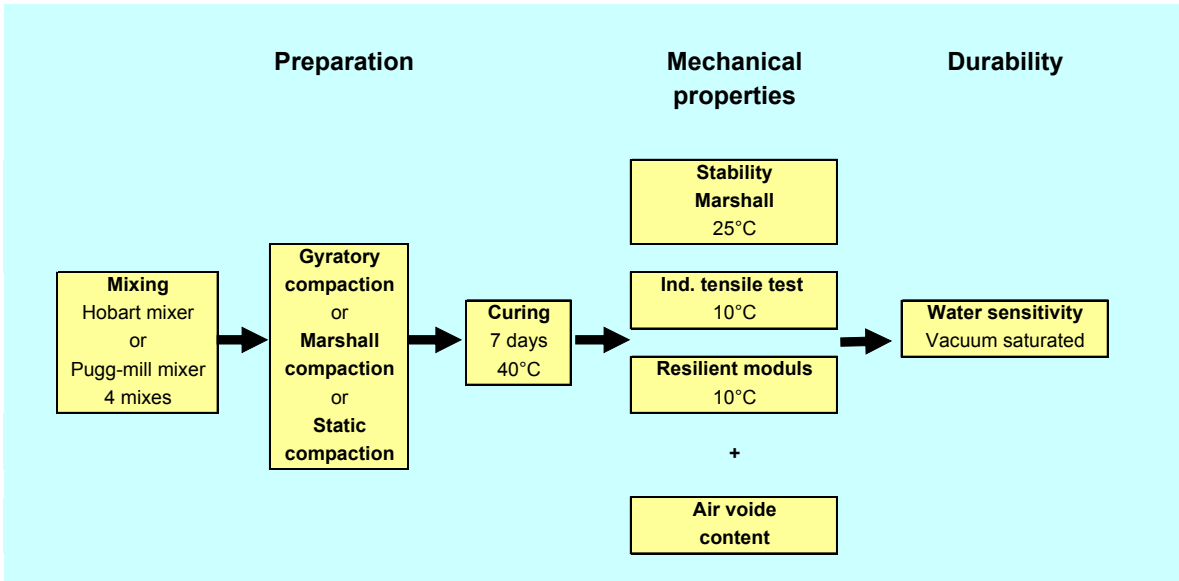 Preparation
Mechanical
properties
Durability
Mixing
Hobart mixer
or
Pugg-mill mixer
4 mixes
Gyratory
compaction
or
Marshall
compaction
or
Static
compaction
Curing
7 days
40°C
Stability
Marshall
25°C
Ind. tensile test
10°C
Resilient moduls
10°C
+
Air voide
content
Water sensitivity
Vacuum saturated